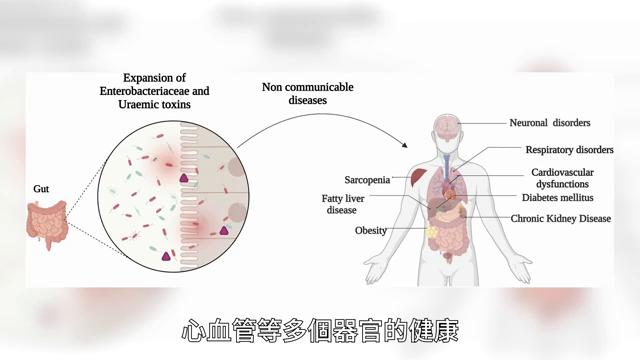 Expansion of
Enterobacteriaceae and
Uraemic toxins
Non communicable
diseases
Gut
Neuronal disorders
Respiratory disorders
Cardiovascular
dysfunctions
Sarcopenia
Diabetes mellitus
Fatty liver
disease
Chronic Kidney Disease
Obesity
心血管等多個器官的健康